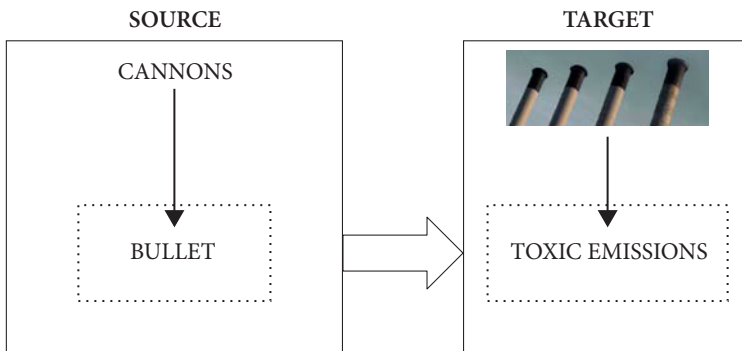 SOURCE
TARGET
CANNONS
BULLET
TOXIC EMISSIONS